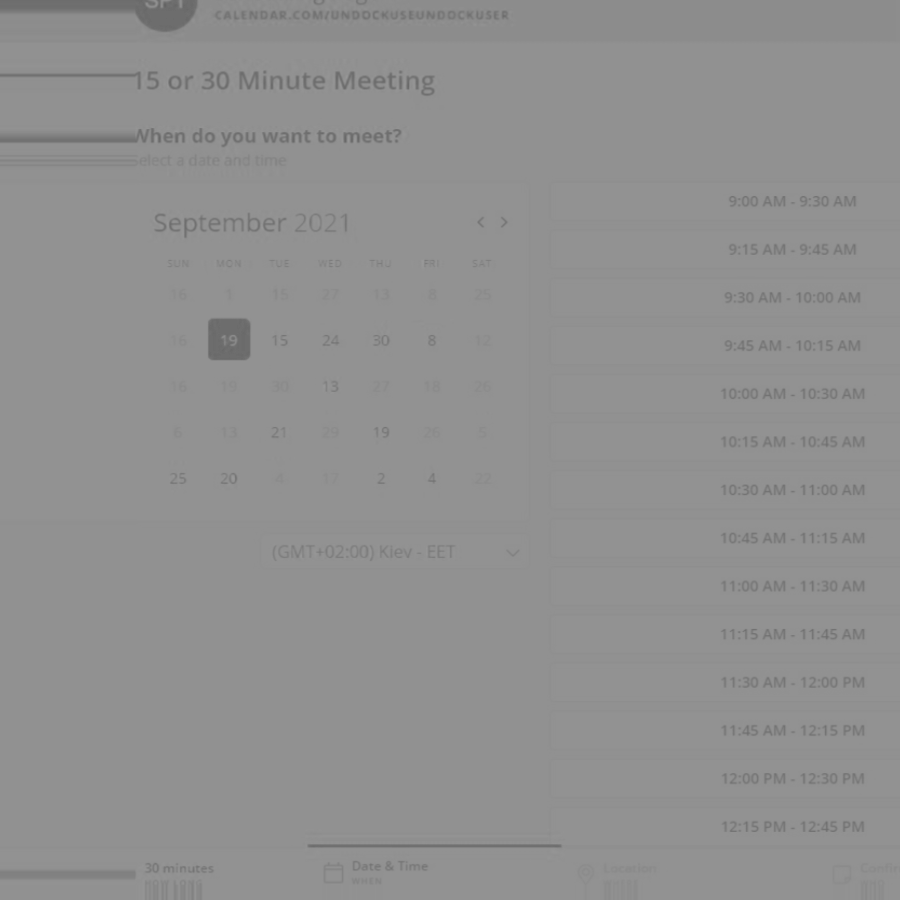 CALENDAR.COM/UNDOCKUSEUNDOCKUSER
15 or 30 Minute Meeting
When do you want to meet?
Select a date and time
September 2021
SUN MON TUE WED THU FRI SAT
16 1 15 27 13 8 25
16 19 15 24 30 8 12
16 19 30 13 27 18 26
6 13 21 29 19 26 5
25 20 4 17 2 4 22
(GMT+02:00) Kiev - EET
9:00 AM - 9:30 AM
9:15 AM - 9:45 AM
9:30 AM - 10:00 AM
9:45 AM - 10:15 AM
10:00 AM - 10:30 AM
10:15 AM - 10:45 AM
10:30 AM - 11:00 AM
10:45 AM - 11:15 AM
11:00 AM - 11:30 AM
11:15 AM - 11:45 AM
11:30 AM - 12:00 PM
11:45 AM - 12:15 PM
12:00 PM - 12:30 PM
12:15 PM - 12:45 PM
30 minutes
Date & Time
WHEN
Location